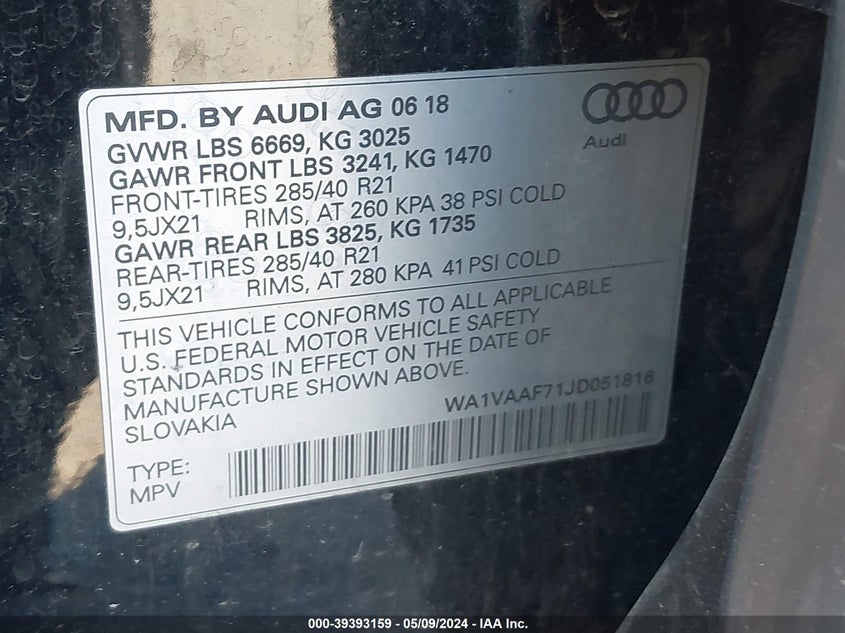 MFD. BY AUDI AG 06 18
Audi
GVWR LBS 6669, KG 3025
GAWR FRONT LBS 3241, KG 1470
FRONT-TIRES 285/40 R21
9,5JX21 RIMS, AT 260 KPA 38 PSI COLD
GAWR REAR LBS 3825, KG 1735
REAR-TIRES 285/40 R21
9,5JX21 RIMS, AT 280 KPA 41 PSI COLD
THIS VEHICLE CONFORMS TO ALL APPLICABLE
U.S. FEDERAL MOTOR VEHICLE SAFETY
STANDARDS IN EFFECT ON THE DATE OF
MANUFACTURE SHOWN ABOVE.
SLOVAKIA WA1VAAF71JD051816
TYPE:
MPV
000-39393159 - 05/09/2024 - IAA Inc.